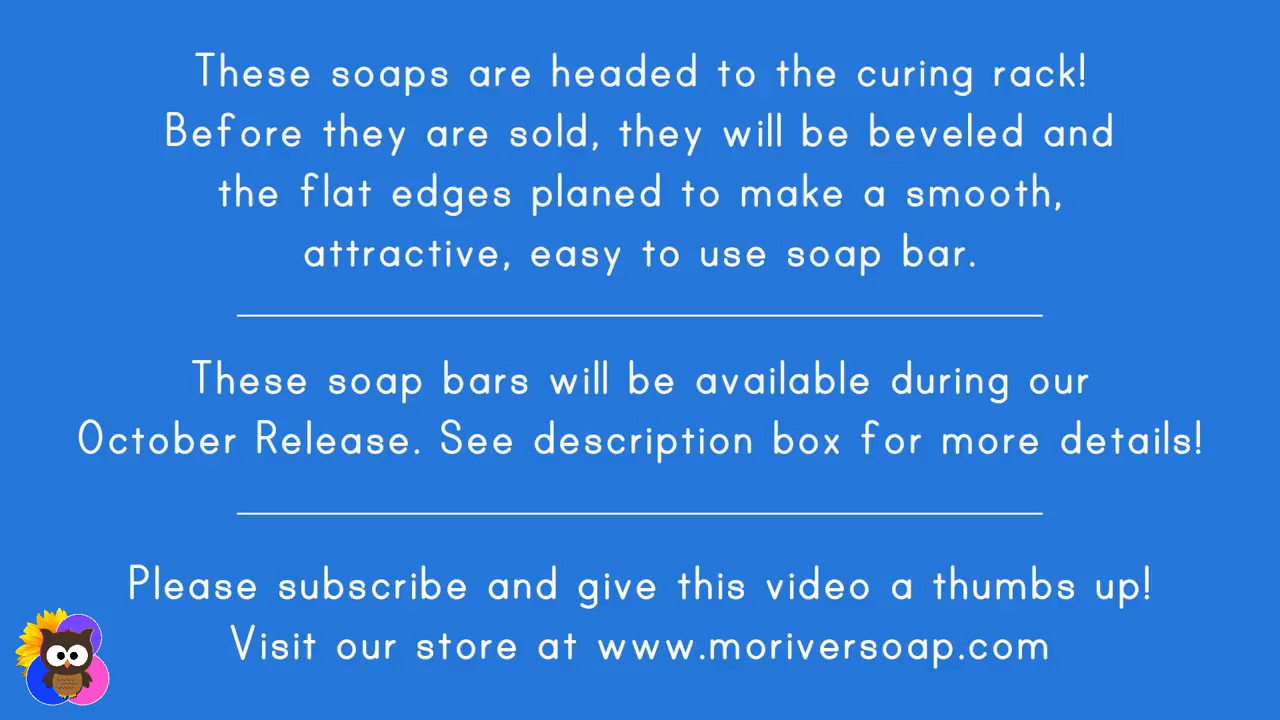 These soaps are headed to the curing rack!
Before they are sold, they will be beveled and
the flat edges planed to make a smooth,
attractive, easy to use soap bar.
These soap bars will be available during our
October Release. See description box for more details!
Please subscribe and give this video a thumbs up!
Visit our store at www.moriversoap.com